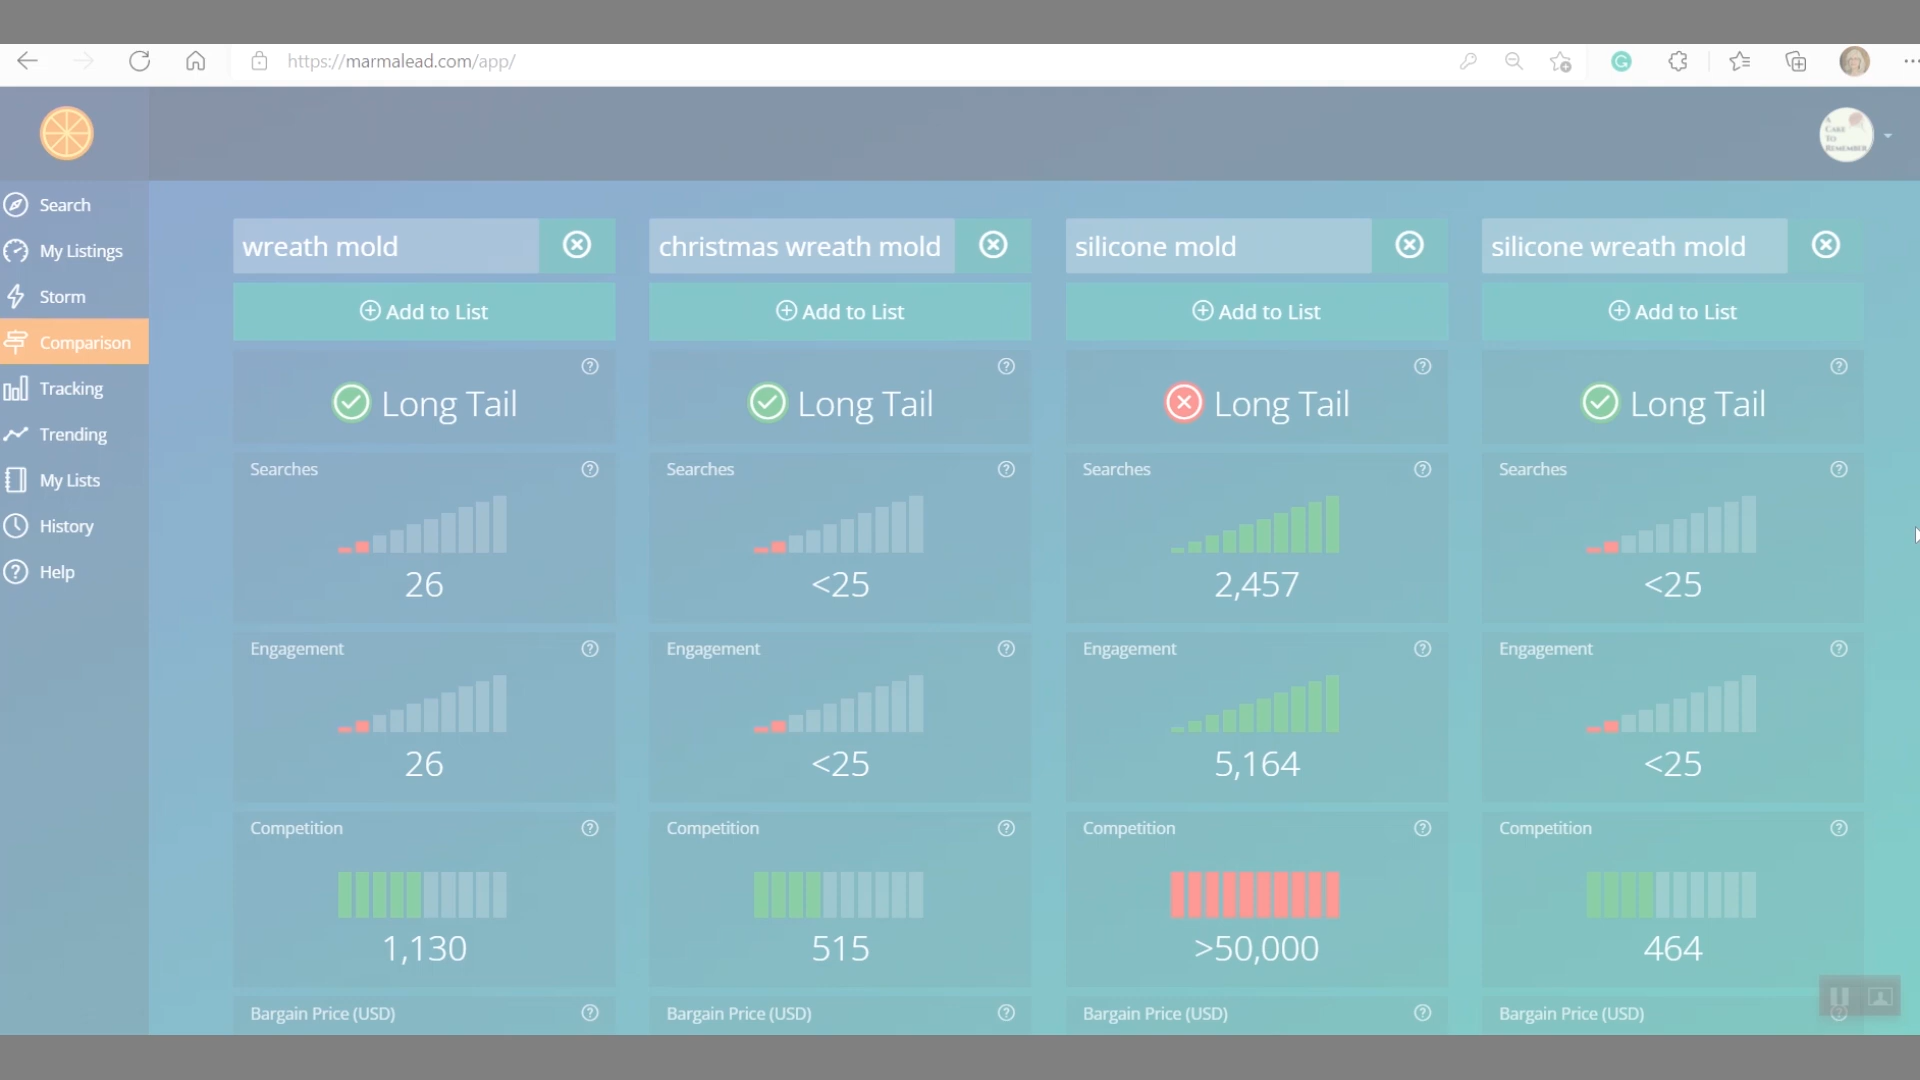 https://marmalead.com/app/
A
CAKE
TO
REMEMBER
Search
My Listings
Storm
Comparison
Tracking
Trending
My Lists
History
Help
wreath mold
christmas wreath mold
silicone mold
silicone wreath mold
Add to List
Add to List
Add to List
Add to List
Long Tail
Long Tail
Long Tail
Long Tail
Searches
Searches
Searches
Searches
26
<25
2,457
<25
Engagement
Engagement
Engagement
Engagement
26
<25
5,164
<25
Competition
Competition
Competition
Competition
1,130
515
>50,000
464
Bargain Price (USD)
Bargain Price (USD)
Bargain Price (USD)
Bargain Price (USD)